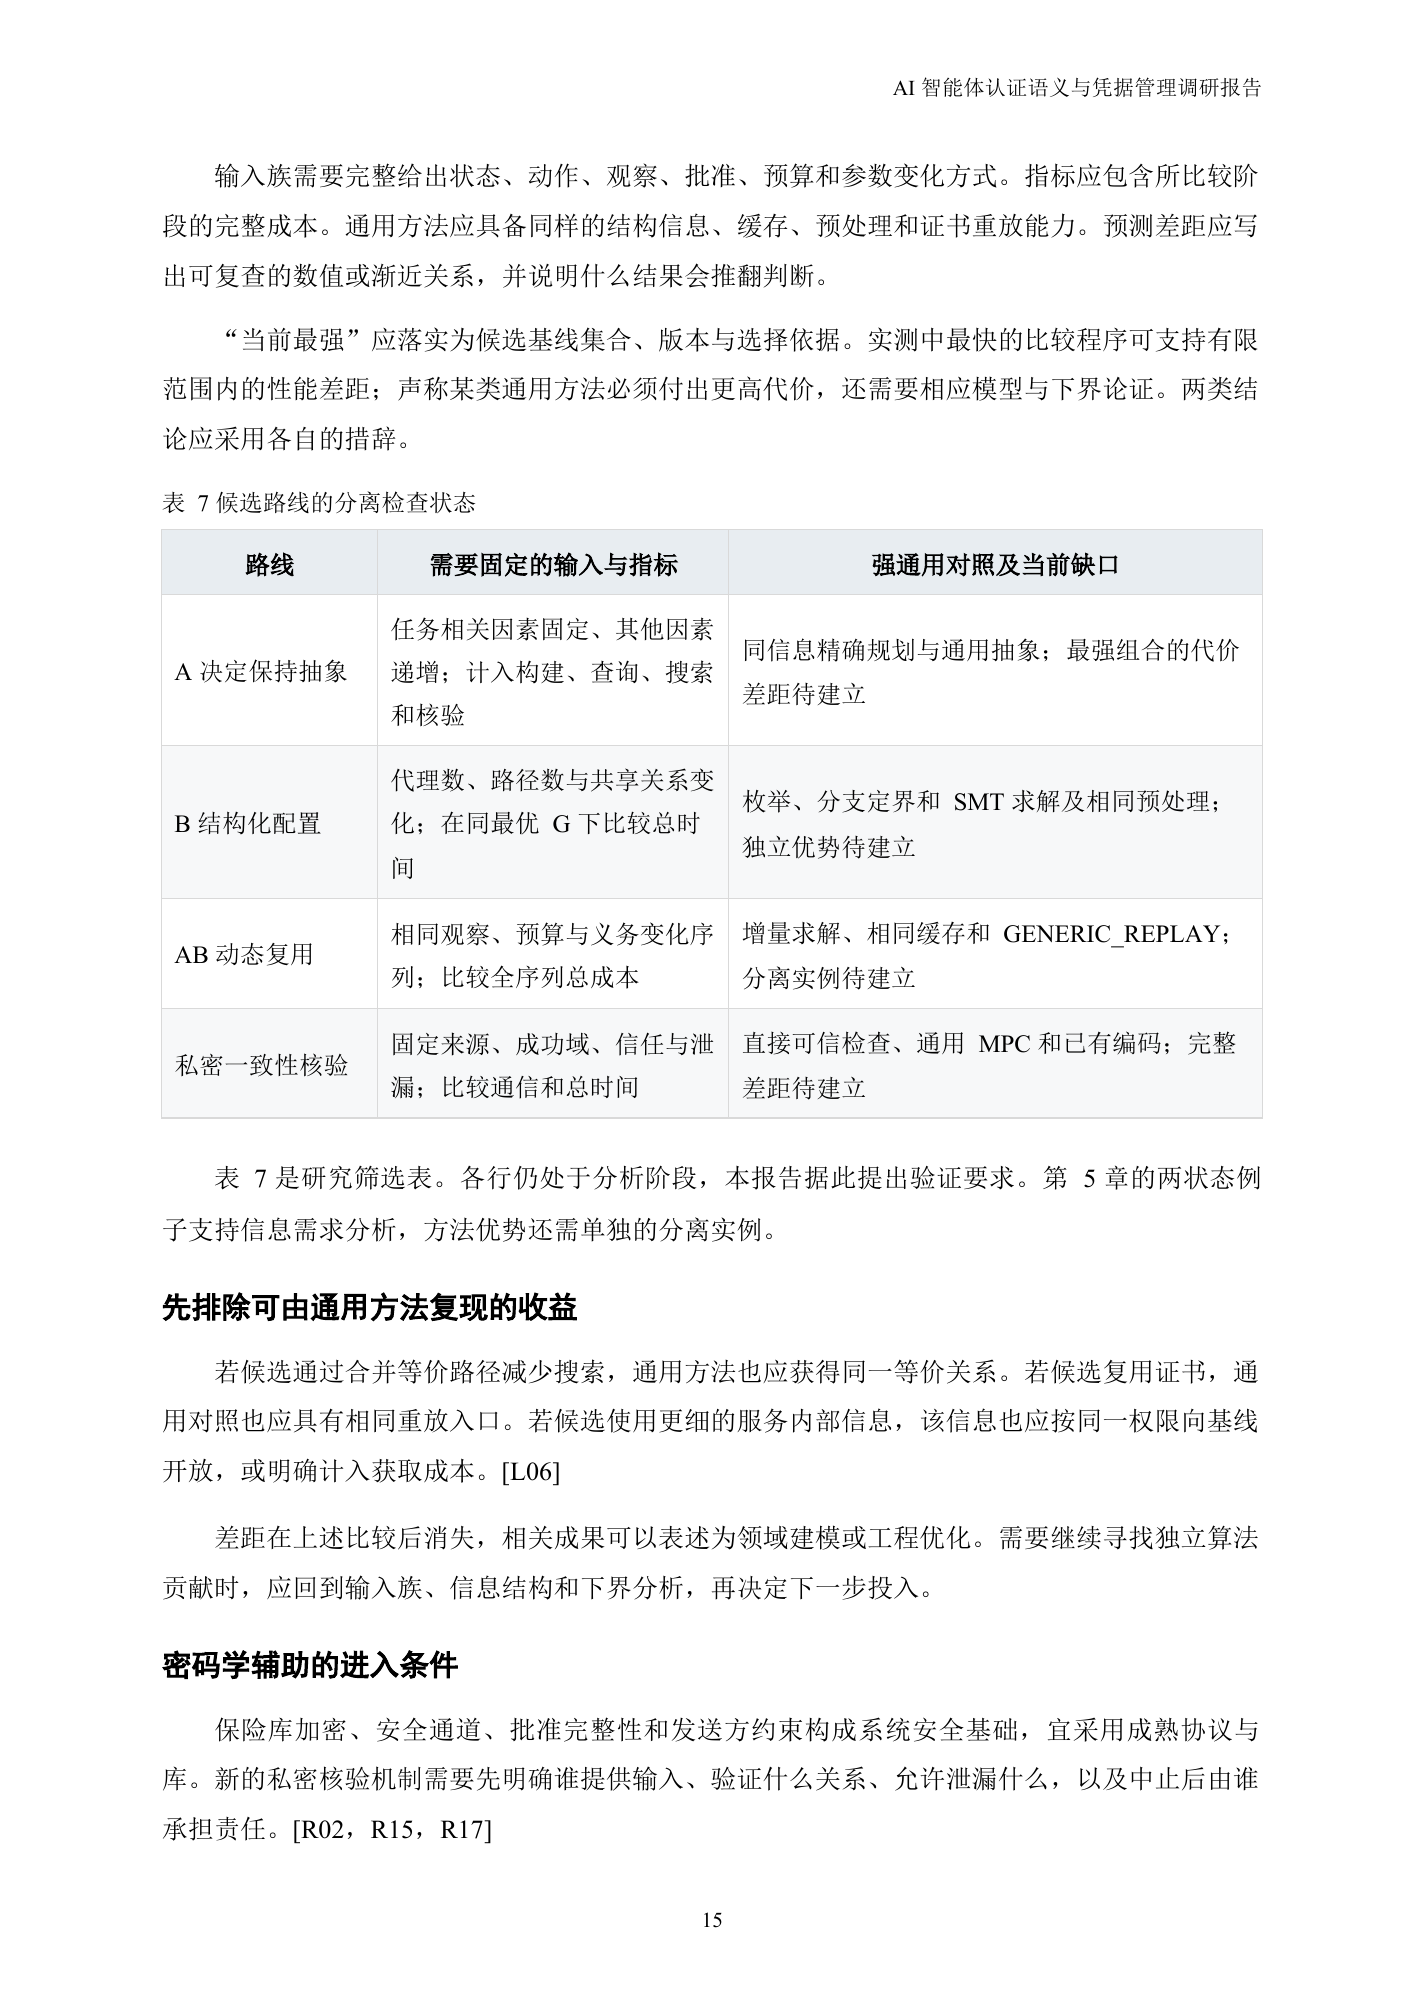 AI 智能体认证语义与凭据管理调研报告
输入族需要完整给出状态、动作、观察、批准、预算和参数变化方式。指标应包含所比较阶
段的完整成本。通用方法应具备同样的结构信息、缓存、预处理和证书重放能力。预测差距应写
出可复查的数值或渐近关系，并说明什么结果会推翻判断。
“当前最强”应落实为候选基线集合、版本与选择依据。实测中最快的比较程序可支持有限
范围内的性能差距；声称某类通用方法必须付出更高代价，还需要相应模型与下界论证。两类结
论应采用各自的措辞。
表 7 候选路线的分离检查状态
路线
需要固定的输入与指标
强通用对照及当前缺口
A 决定保持抽象
任务相关因素固定、其他因素
递增；计入构建、查询、搜索
和核验
同信息精确规划与通用抽象；最强组合的代价
差距待建立
B 结构化配置
代理数、路径数与共享关系变
化；在同最优 G 下比较总时
间
枚举、分支定界和 SMT 求解及相同预处理；
独立优势待建立
AB 动态复用
相同观察、预算与义务变化序
列；比较全序列总成本
增量求解、相同缓存和 GENERIC_REPLAY；
分离实例待建立
私密一致性核验
固定来源、成功域、信任与泄
漏；比较通信和总时间
直接可信检查、通用 MPC 和已有编码；完整
差距待建立
表 7 是研究筛选表。各行仍处于分析阶段，本报告据此提出验证要求。第 5 章的两状态例
子支持信息需求分析，方法优势还需单独的分离实例。
先排除可由通用方法复现的收益
若候选通过合并等价路径减少搜索，通用方法也应获得同一等价关系。若候选复用证书，通
用对照也应具有相同重放入口。若候选使用更细的服务内部信息，该信息也应按同一权限向基线
开放，或明确计入获取成本。[L06]
差距在上述比较后消失，相关成果可以表述为领域建模或工程优化。需要继续寻找独立算法
贡献时，应回到输入族、信息结构和下界分析，再决定下一步投入。
密码学辅助的进入条件
保险库加密、安全通道、批准完整性和发送方约束构成系统安全基础，宜采用成熟协议与
库。新的私密核验机制需要先明确谁提供输入、验证什么关系、允许泄漏什么，以及中止后由谁
承担责任。[R02，R15，R17]
15